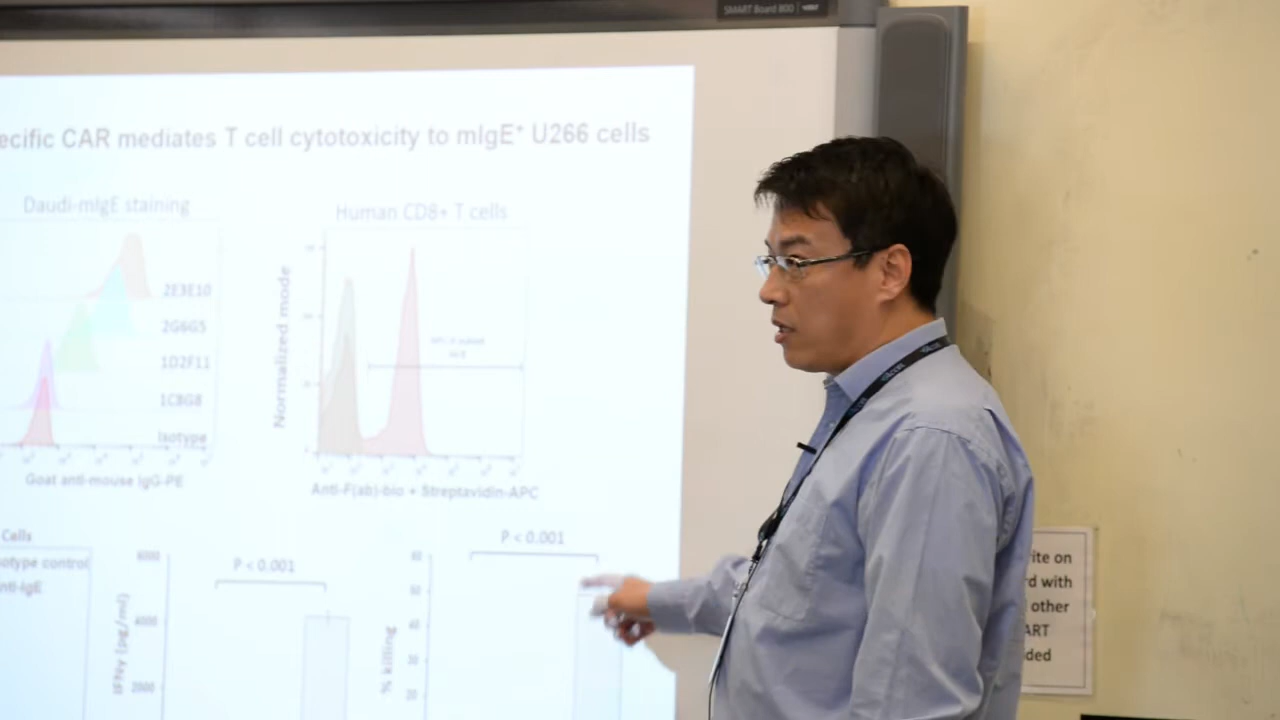 SMART Board 800
ecific CAR mediates T cell cytotoxicity to mIgE+ U266 cells
Daudi-mIgE staining
2E3E10
2G6G5
1D2F11
1C8G8
Isotype
Goat anti-mouse IgG-PE
Human CD8+ T cells
Normalized mode
Anti-F(ab)-bio + Streptavidin-APC
Cells
otype control
nti-IgE
P < 0.001
6000
4000
2000
IFNγ (pg/ml)
P < 0.001
60
40
30
20
% killing
rite on
rd with
other
ART
ded